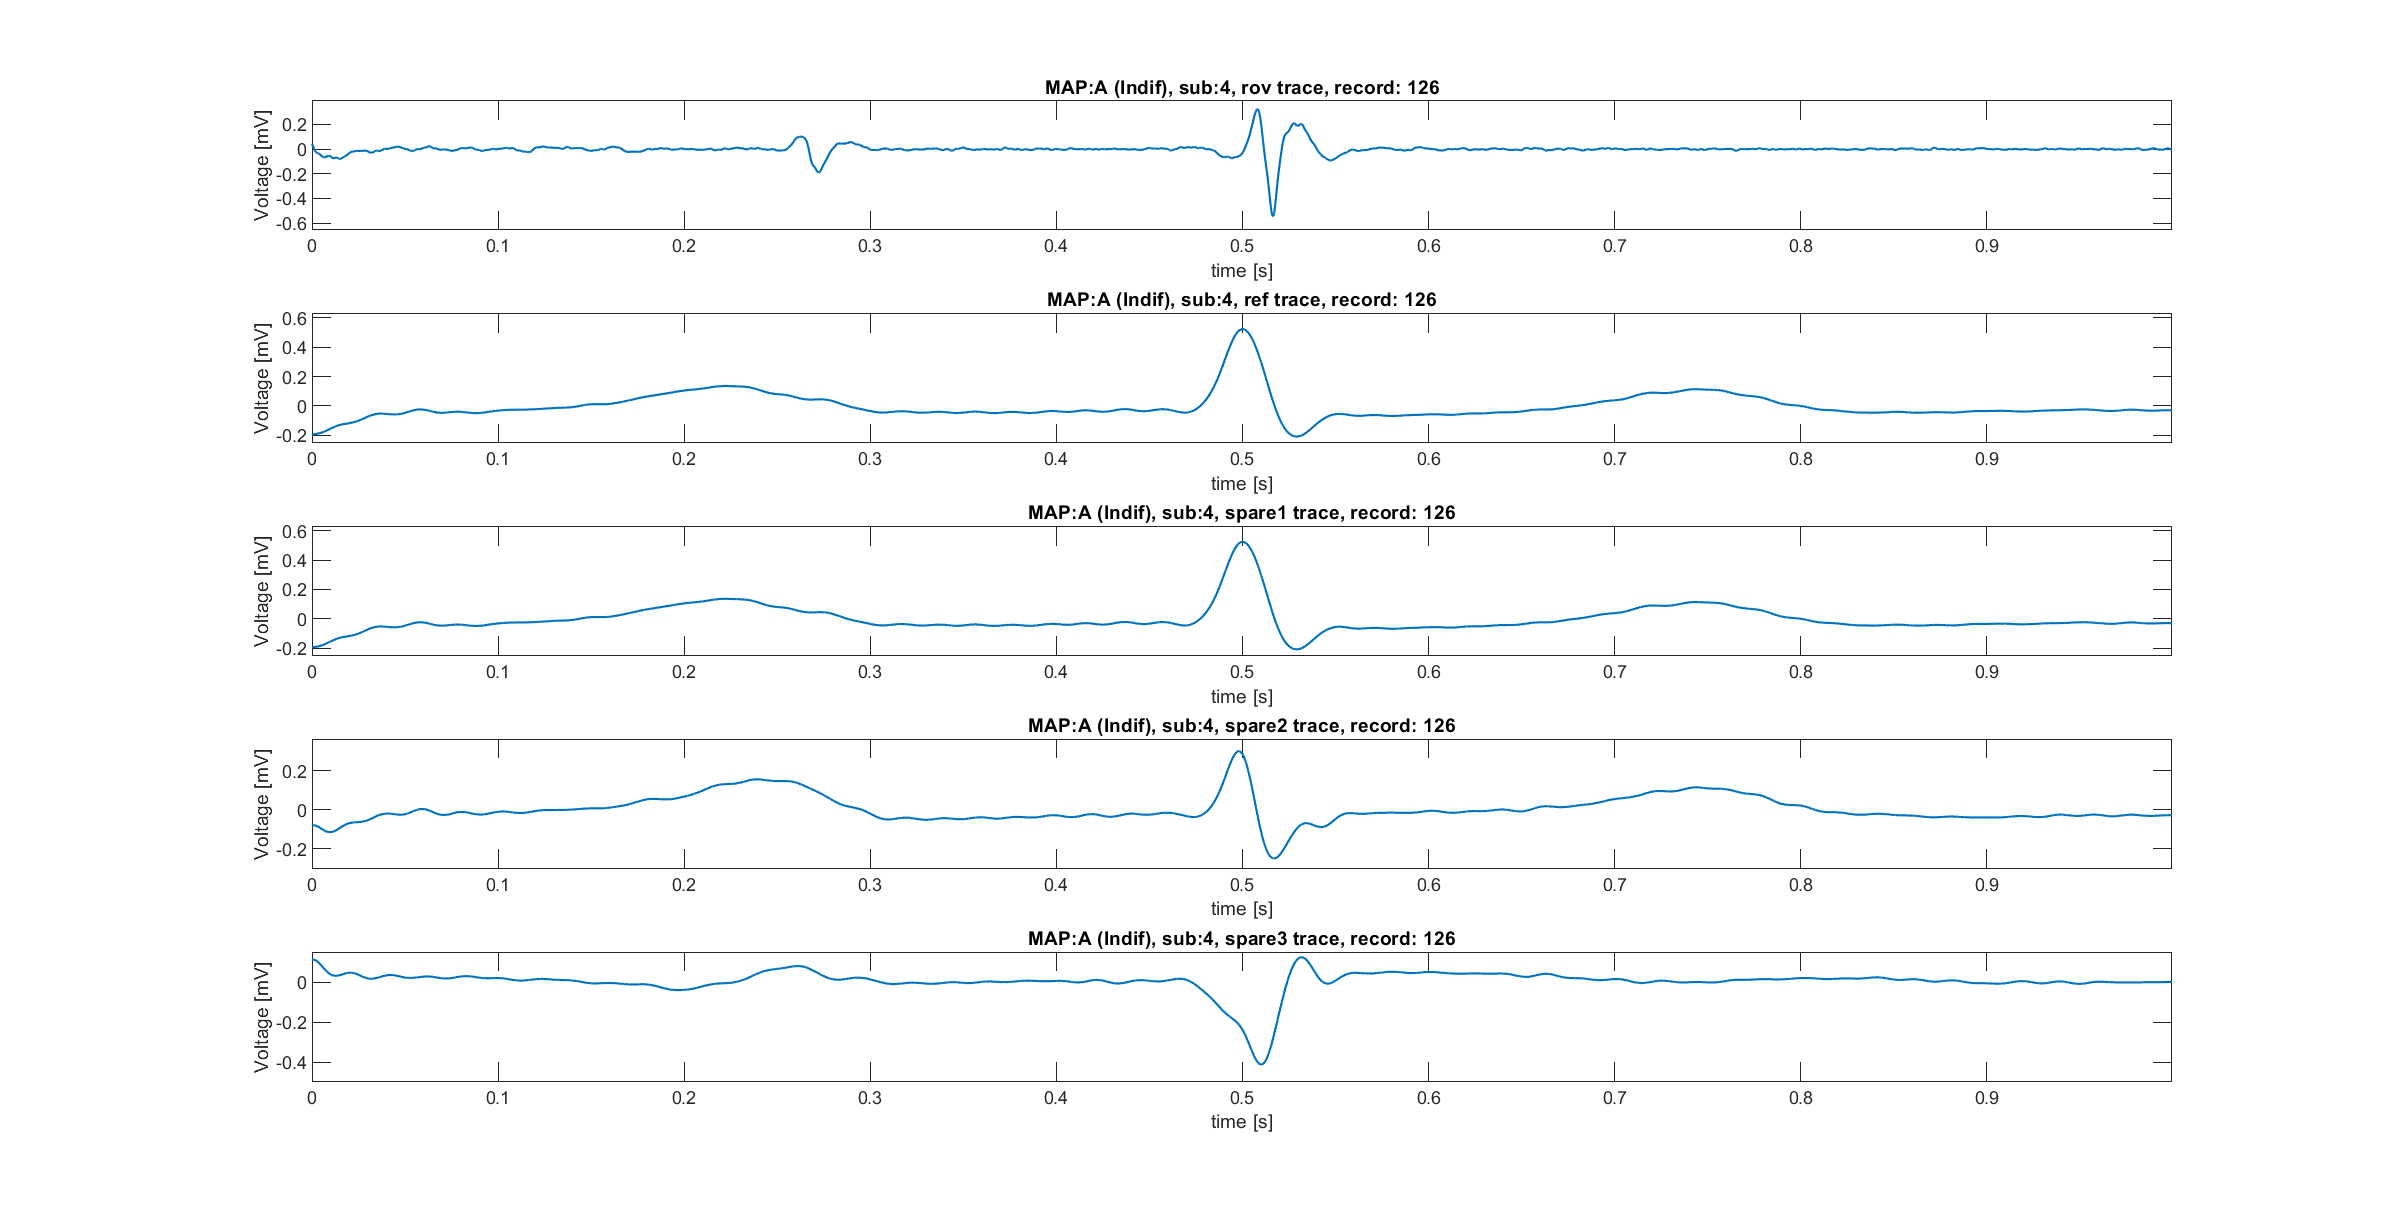 MAP:A (Indif), sub:4, rov trace, record: 126
Voltage [mV]
0.2
0
-0.2
-0.4
-0.6
0 0.1 0.2 0.3 0.4 0.5 0.6 0.7 0.8 0.9
time [s]
MAP:A (Indif), sub:4, ref trace, record: 126
Voltage [mV]
0.6
0.4
0.2
0
-0.2
0 0.1 0.2 0.3 0.4 0.5 0.6 0.7 0.8 0.9
time [s]
MAP:A (Indif), sub:4, spare1 trace, record: 126
Voltage [mV]
0.6
0.4
0.2
0
-0.2
0 0.1 0.2 0.3 0.4 0.5 0.6 0.7 0.8 0.9
time [s]
MAP:A (Indif), sub:4, spare2 trace, record: 126
Voltage [mV]
0.2
0
-0.2
0 0.1 0.2 0.3 0.4 0.5 0.6 0.7 0.8 0.9
time [s]
MAP:A (Indif), sub:4, spare3 trace, record: 126
Voltage [mV]
0
-0.2
-0.4
0 0.1 0.2 0.3 0.4 0.5 0.6 0.7 0.8 0.9
time [s]